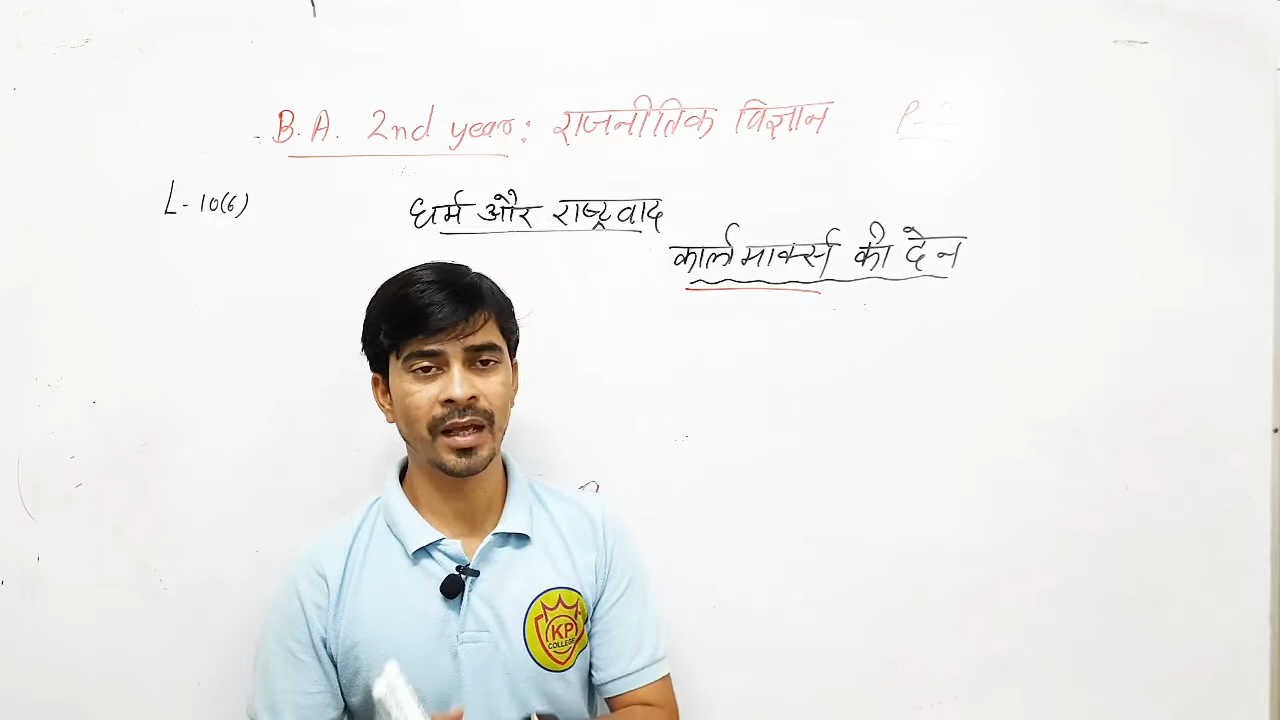 B.A. 2nd year: राजनीतिक विज्ञान P-
L-10(6)
धर्म और राष्ट्रवाद
कार्ल मार्क्स की देन
KP
COLLEGE